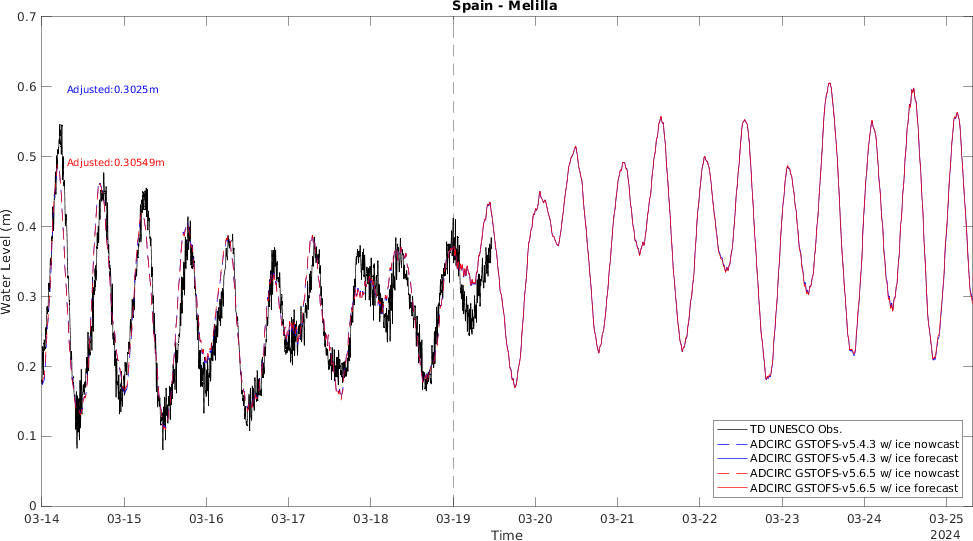 Spain - Melilla
0.7
0.6
0.5
0.4
0.3
0.2
0.1
0
Water Level (m)
Adjusted:0.3025m
Adjusted:0.30549m
TD UNESCO Obs.
ADCIRC GSTOFS-v5.4.3 w/ ice nowcast
ADCIRC GSTOFS-v5.4.3 w/ ice forecast
ADCIRC GSTOFS-v5.6.5 w/ ice nowcast
ADCIRC GSTOFS-v5.6.5 w/ ice forecast
03-14 03-15 03-16 03-17 03-18 03-19 03-20 03-21 03-22 03-23 03-24 03-25
2024
Time